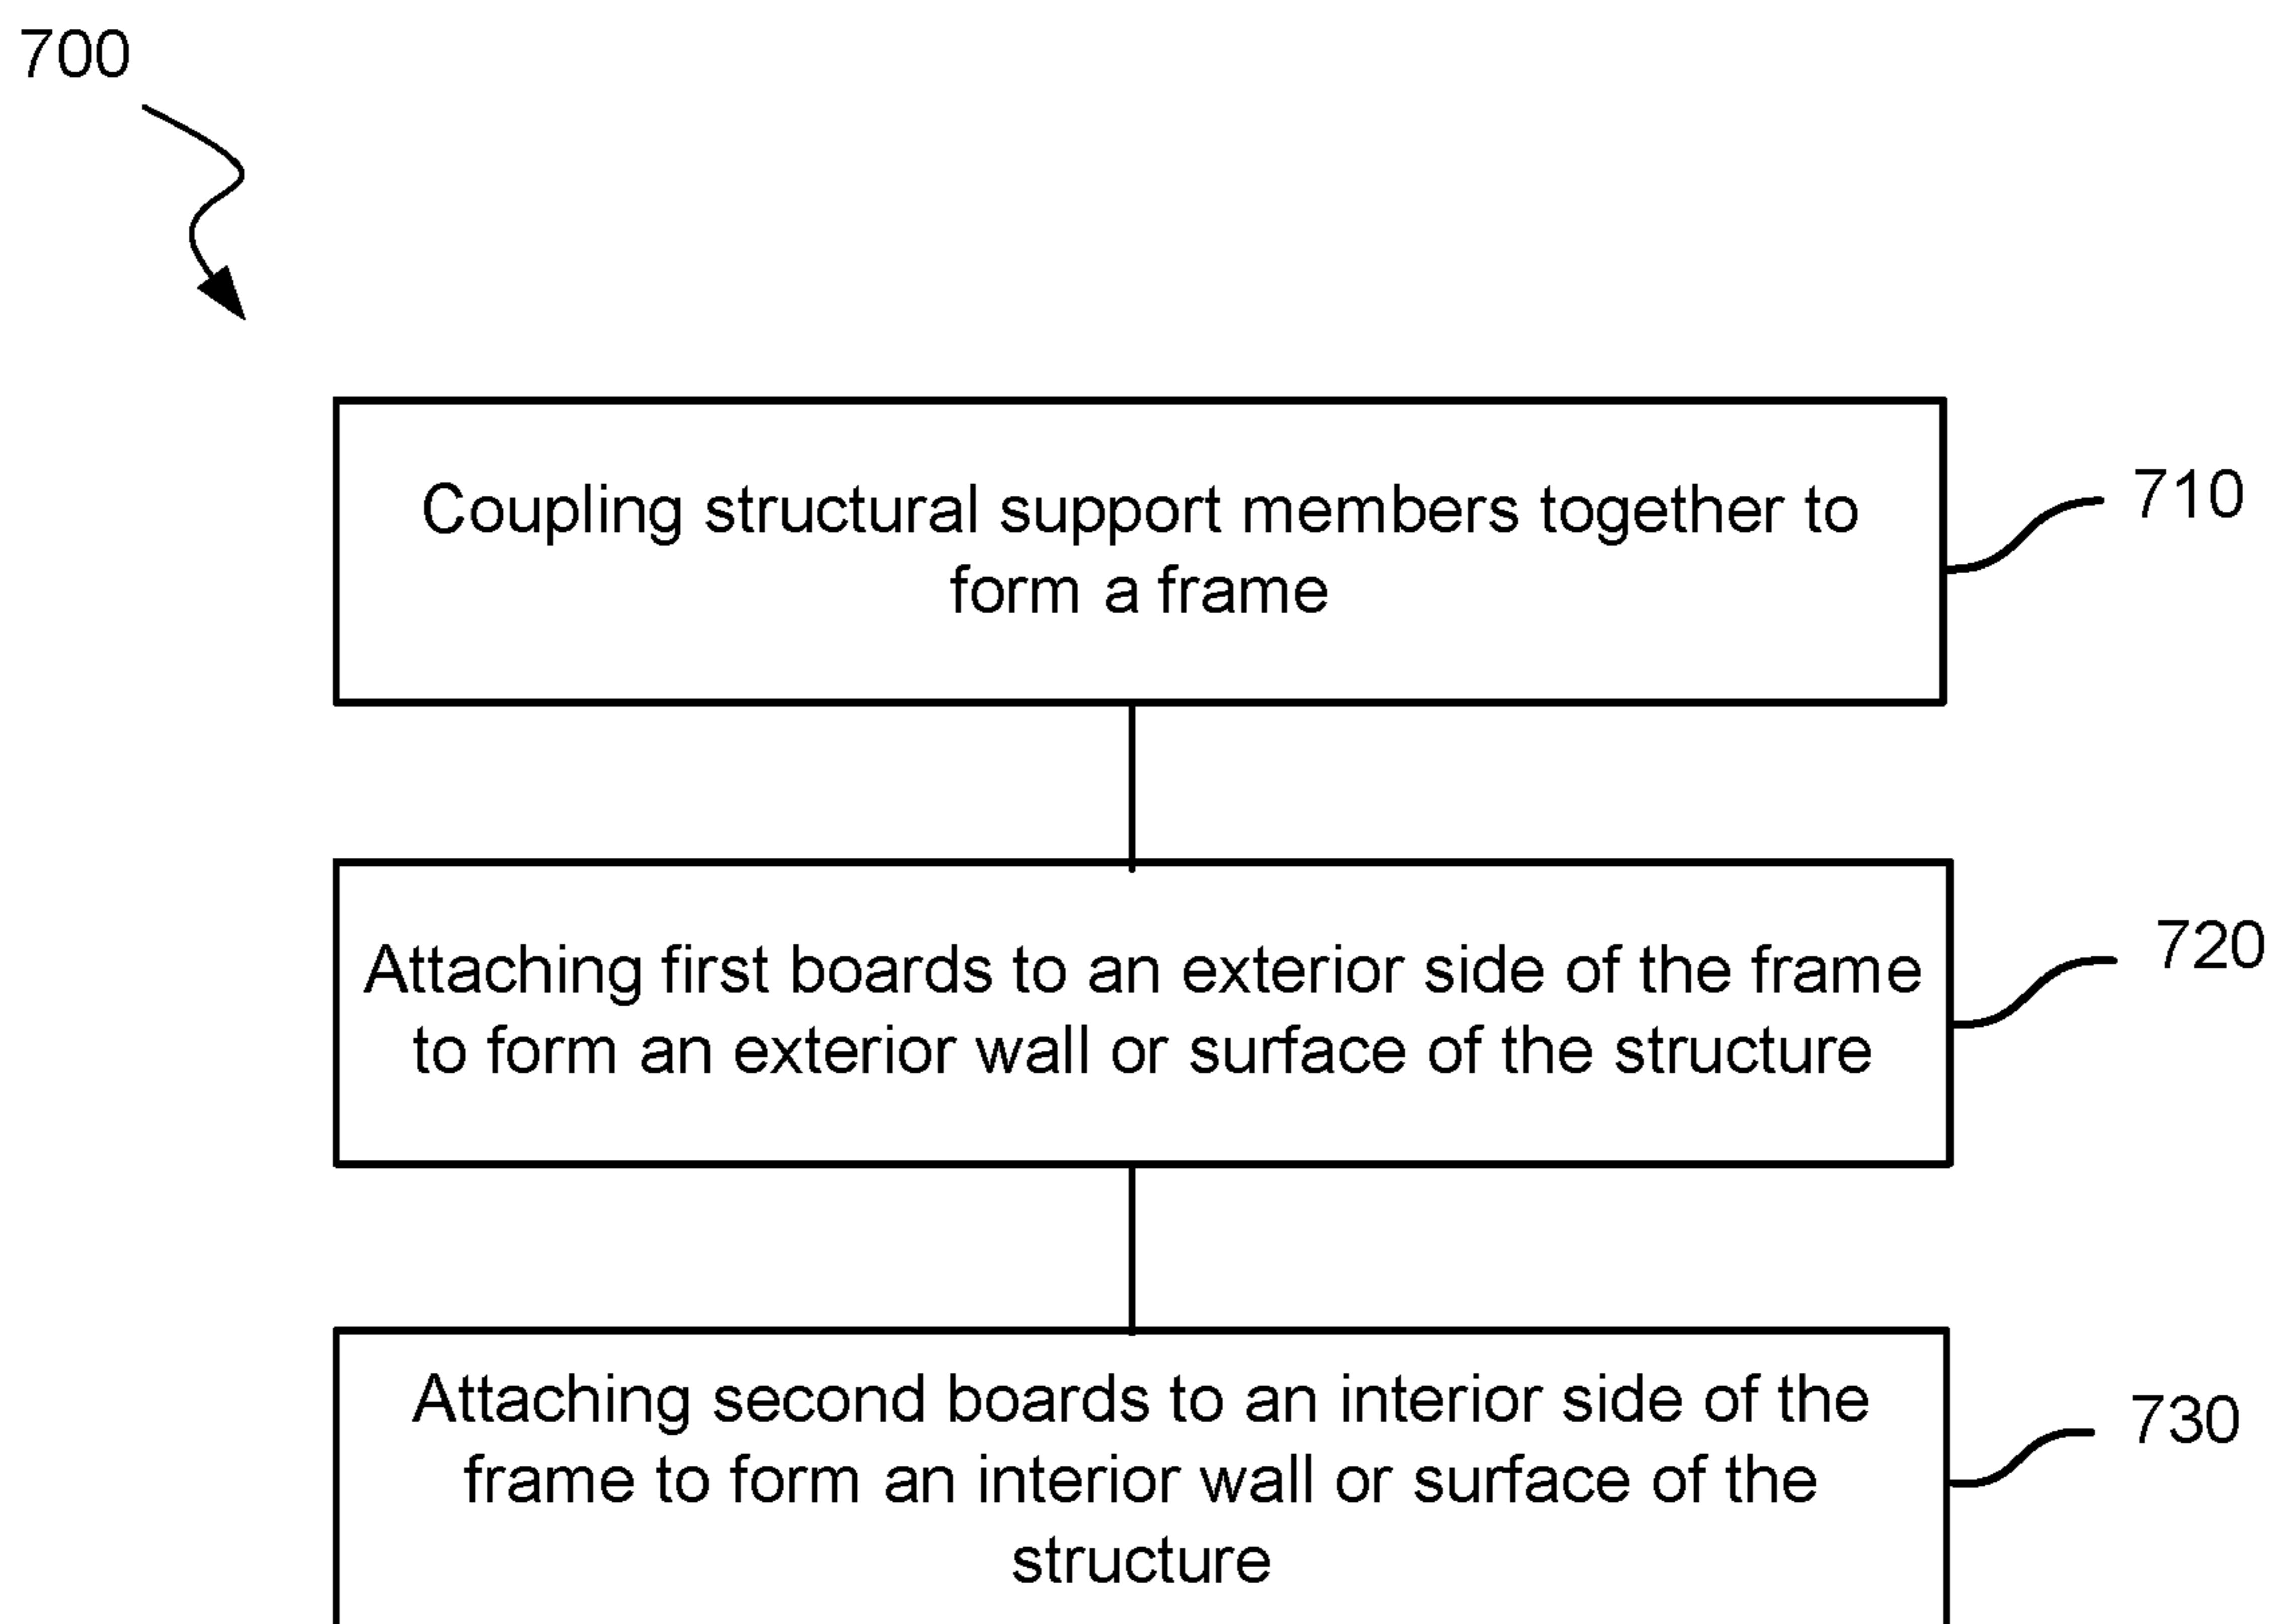 700
Coupling structural support members together to
form a frame
710
Attaching first boards to an exterior side of the frame
to form an exterior wall or surface of the structure
720
Attaching second boards to an interior side of the
frame to form an interior wall or surface of the
structure
730